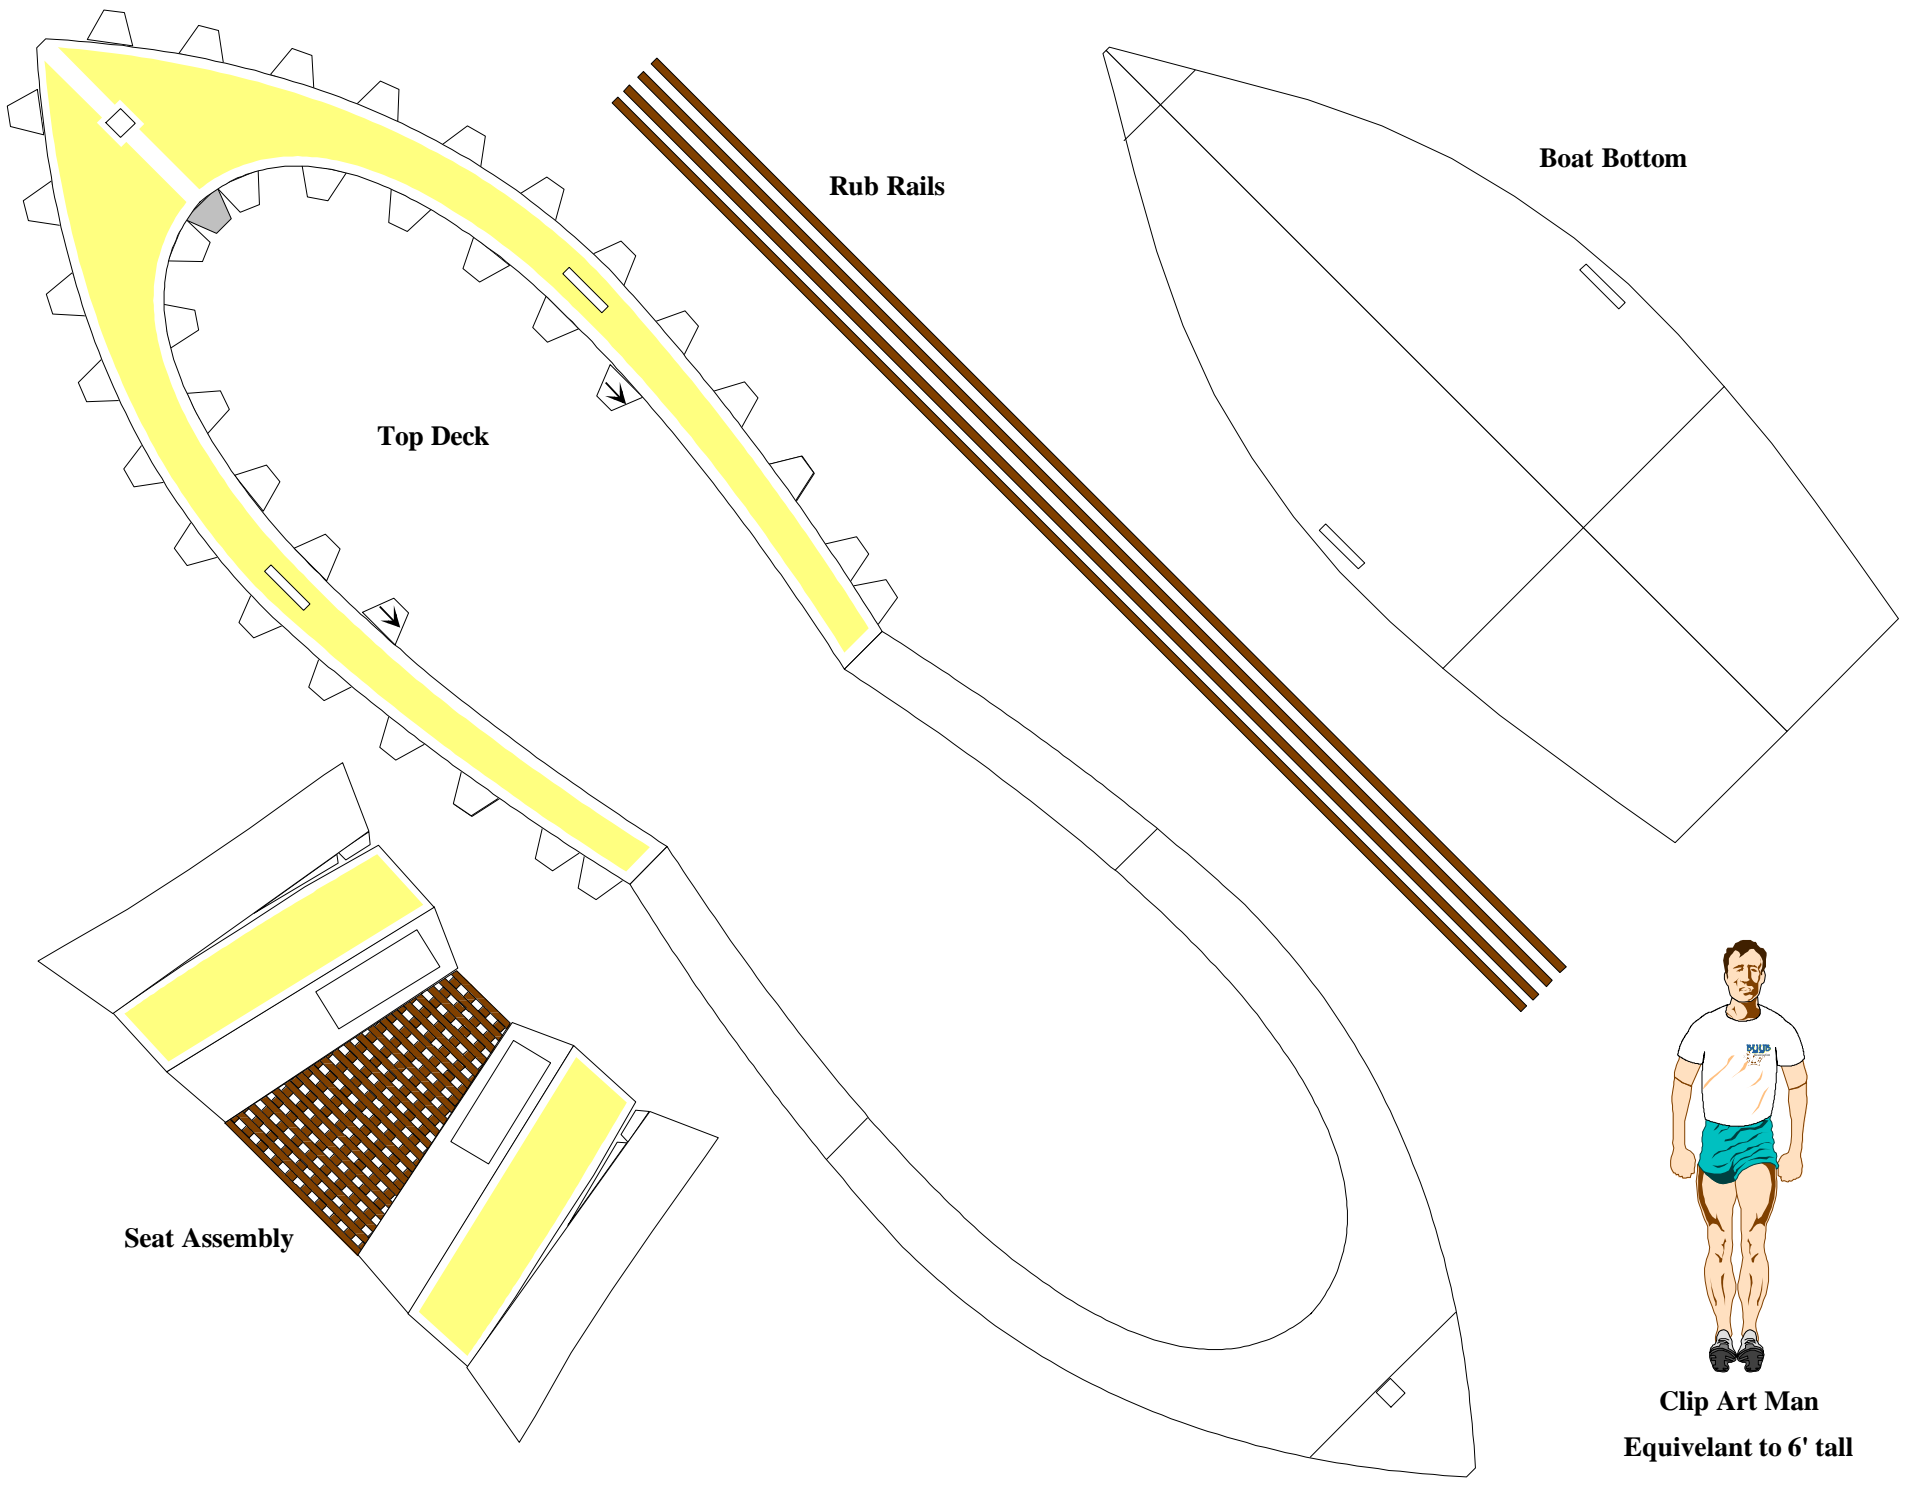 Boat Bottom
Rub Rails
Top Deck
Seat Assembly
Clip Art Man
Equivelant to 6' tall